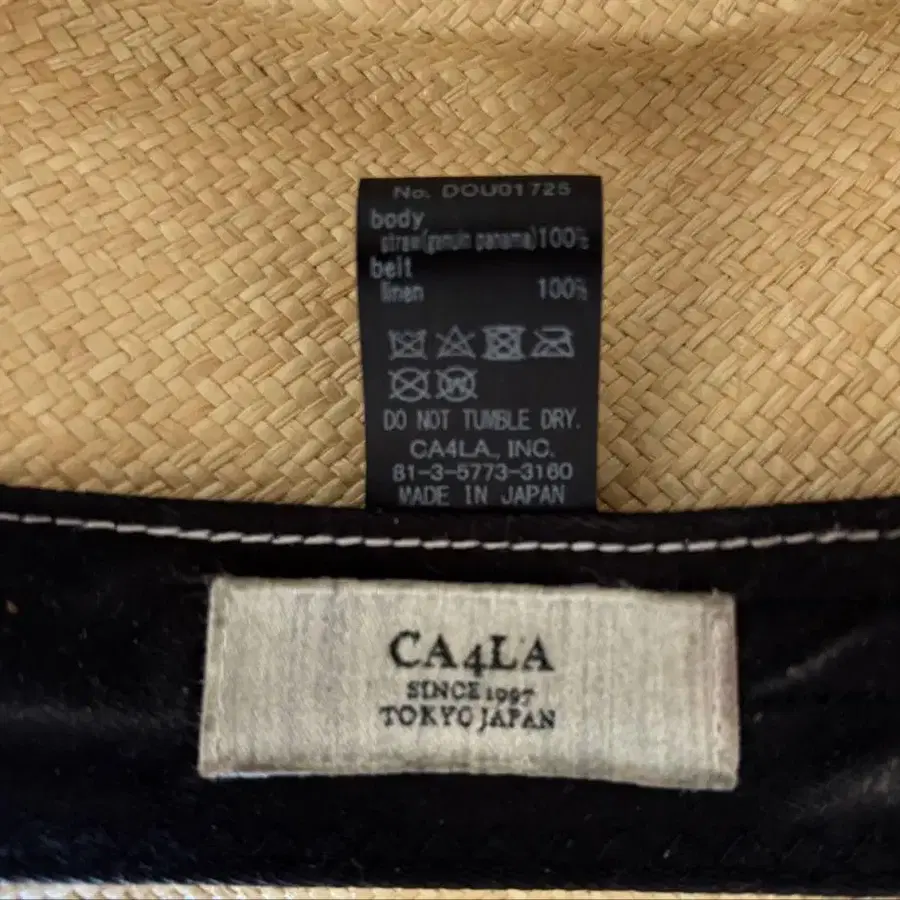 No. DOU01725
body
straw(genuin panama)100%
belt
linen 100%
DO NOT TUMBLE DRY.
CA4LA, INC.
81-3-5773-3160
MADE IN JAPAN
CA4LA
SINCE 1997
TOKYO JAPAN